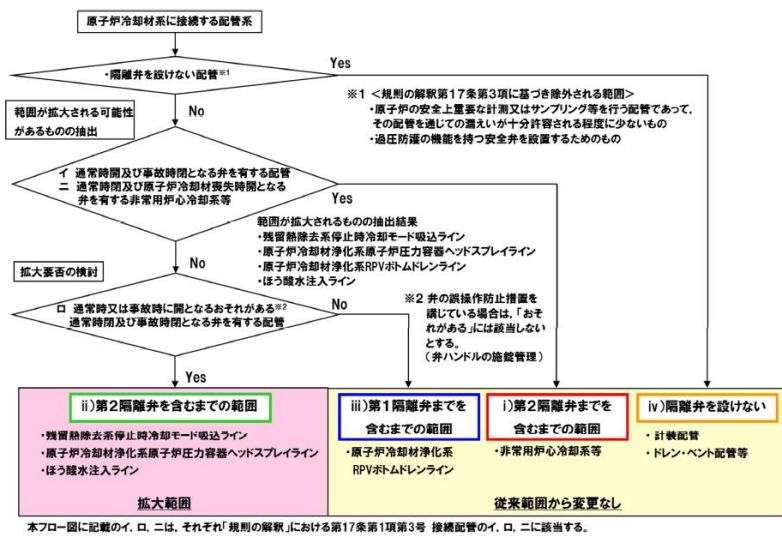 原子炉冷却材系に接続する配管系
・隔離弁を設けない配管※1
Yes
※1 <規則の解釈第17条第3項に基づき除外される範囲>
・原子炉の安全上重要な計測又はサンプリング等を行う配管であって,
その配管を通じての漏えいが十分許容される程度に少ないもの
・過圧防護の機能を持つ安全弁を設置するためのもの
No
範囲が拡大される可能性
があるものの抽出
イ 通常時開及び事故時閉となる弁を有する配管
ニ 通常時閉及び原子炉冷却材喪失時開となる
弁を有する非常用炉心冷却系等
Yes
範囲が拡大されるものの抽出結果
・残留熱除去系停止時冷却モード吸込ライン
・原子炉冷却材浄化系原子炉圧力容器ヘッドスプレイライン
・原子炉冷却材浄化系RPVボトムドレンライン
・ほう酸水注入ライン
No
拡大要否の検討
ロ 通常時又は事故時に開となるおそれがある※2
通常時閉及び事故時閉となる弁を有する配管
No
※2 弁の誤操作防止措置を
講じている場合は,「おそ
れがある」には該当しない
とする。
(弁ハンドルの施錠管理)
Yes
ii)第2隔離弁を含むまでの範囲
・残留熱除去系停止時冷却モード吸込ライン
・原子炉冷却材浄化系原子炉圧力容器ヘッドスプレイライン
・ほう酸水注入ライン
拡大範囲
iii)第1隔離弁までを
含むまでの範囲
・原子炉冷却材浄化系
RPVボトムドレンライン
i)第2隔離弁までを
含むまでの範囲
・非常用炉心冷却系等
iv)隔離弁を設けない
・計装配管
・ドレン・ベント配管等
従来範囲から変更なし
本フロー図に記載のイ, ロ, ニは, それぞれ「規則の解釈」における第17条第1項第3号 接続配管のイ, ロ, ニに該当する。